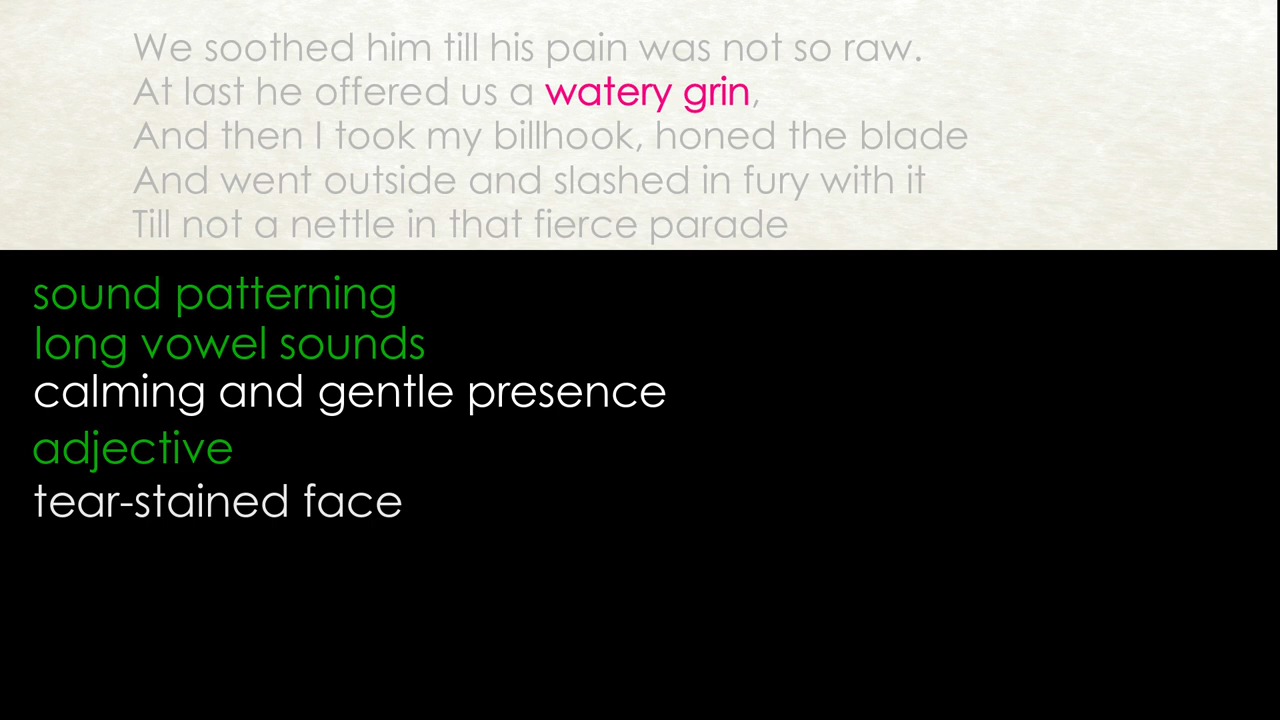 We soothed him till his pain was not so raw.
At last he offered us a watery grin,
And then I took my billhook, honed the blade
And went outside and slashed in fury with it
Till not a nettle in that fierce parade
sound patterning
long vowel sounds
calming and gentle presence
adjective
tear-stained face